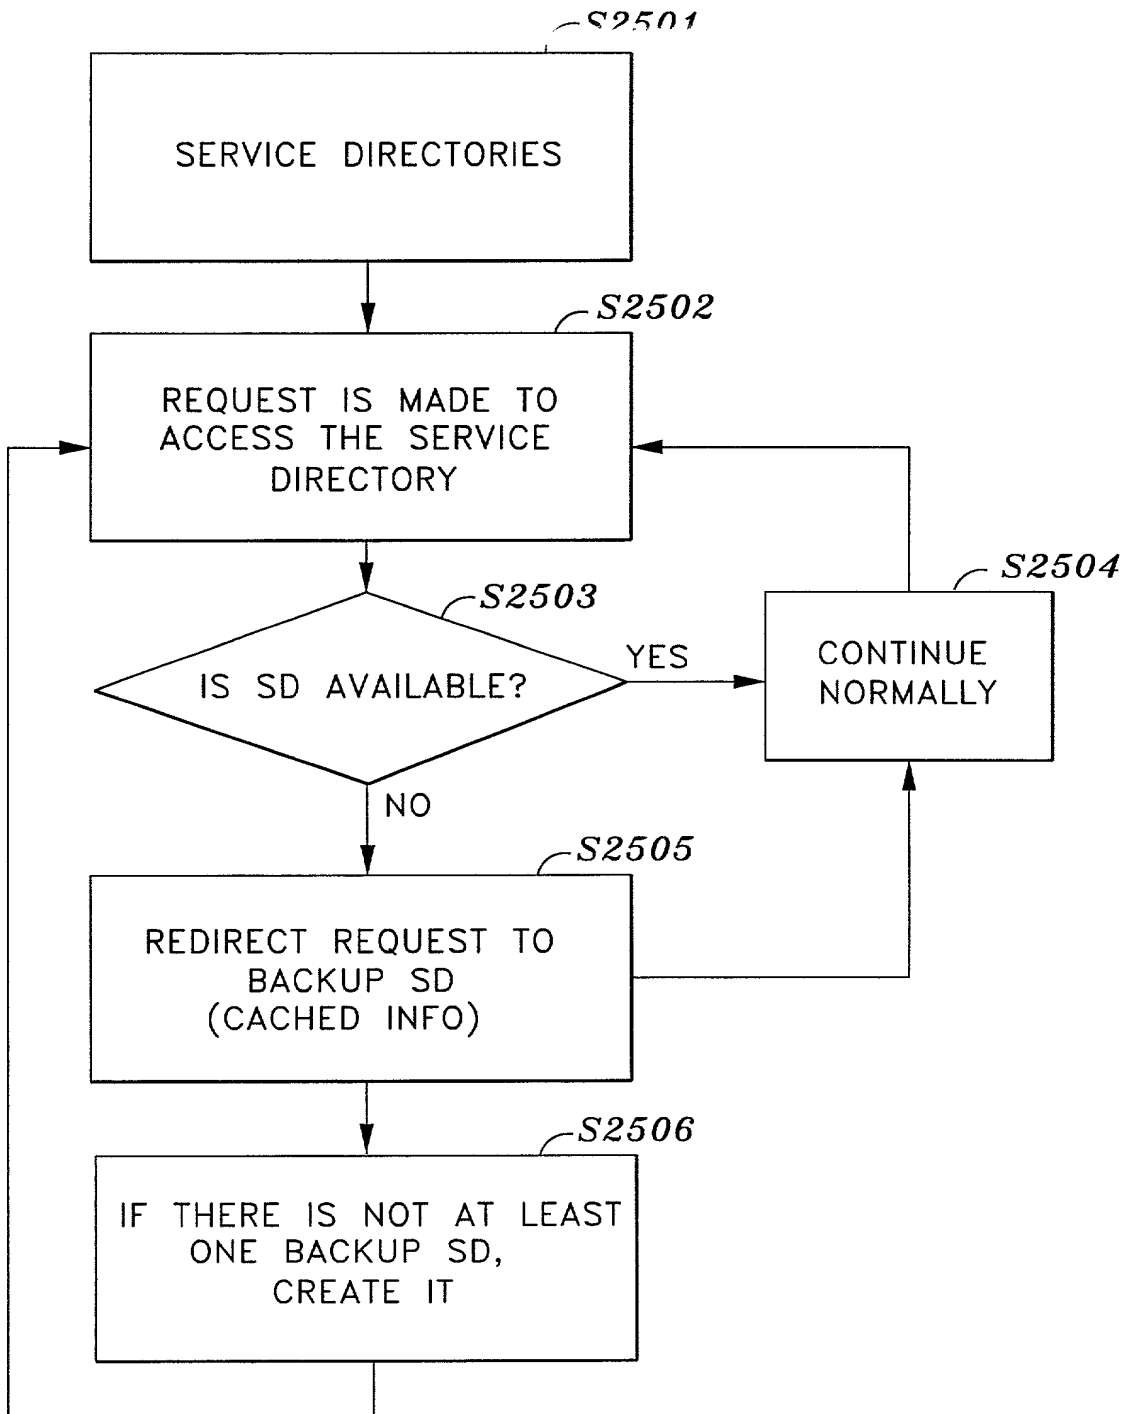 S2501
SERVICE DIRECTORIES
S2502
REQUEST IS MADE TO
ACCESS THE SERVICE
DIRECTORY
S2503
IS SD AVAILABLE?
YES
S2504
CONTINUE
NORMALLY
NO
S2505
REDIRECT REQUEST TO
BACKUP SD
(CACHED INFO)
S2506
IF THERE IS NOT AT LEAST
ONE BACKUP SD,
CREATE IT